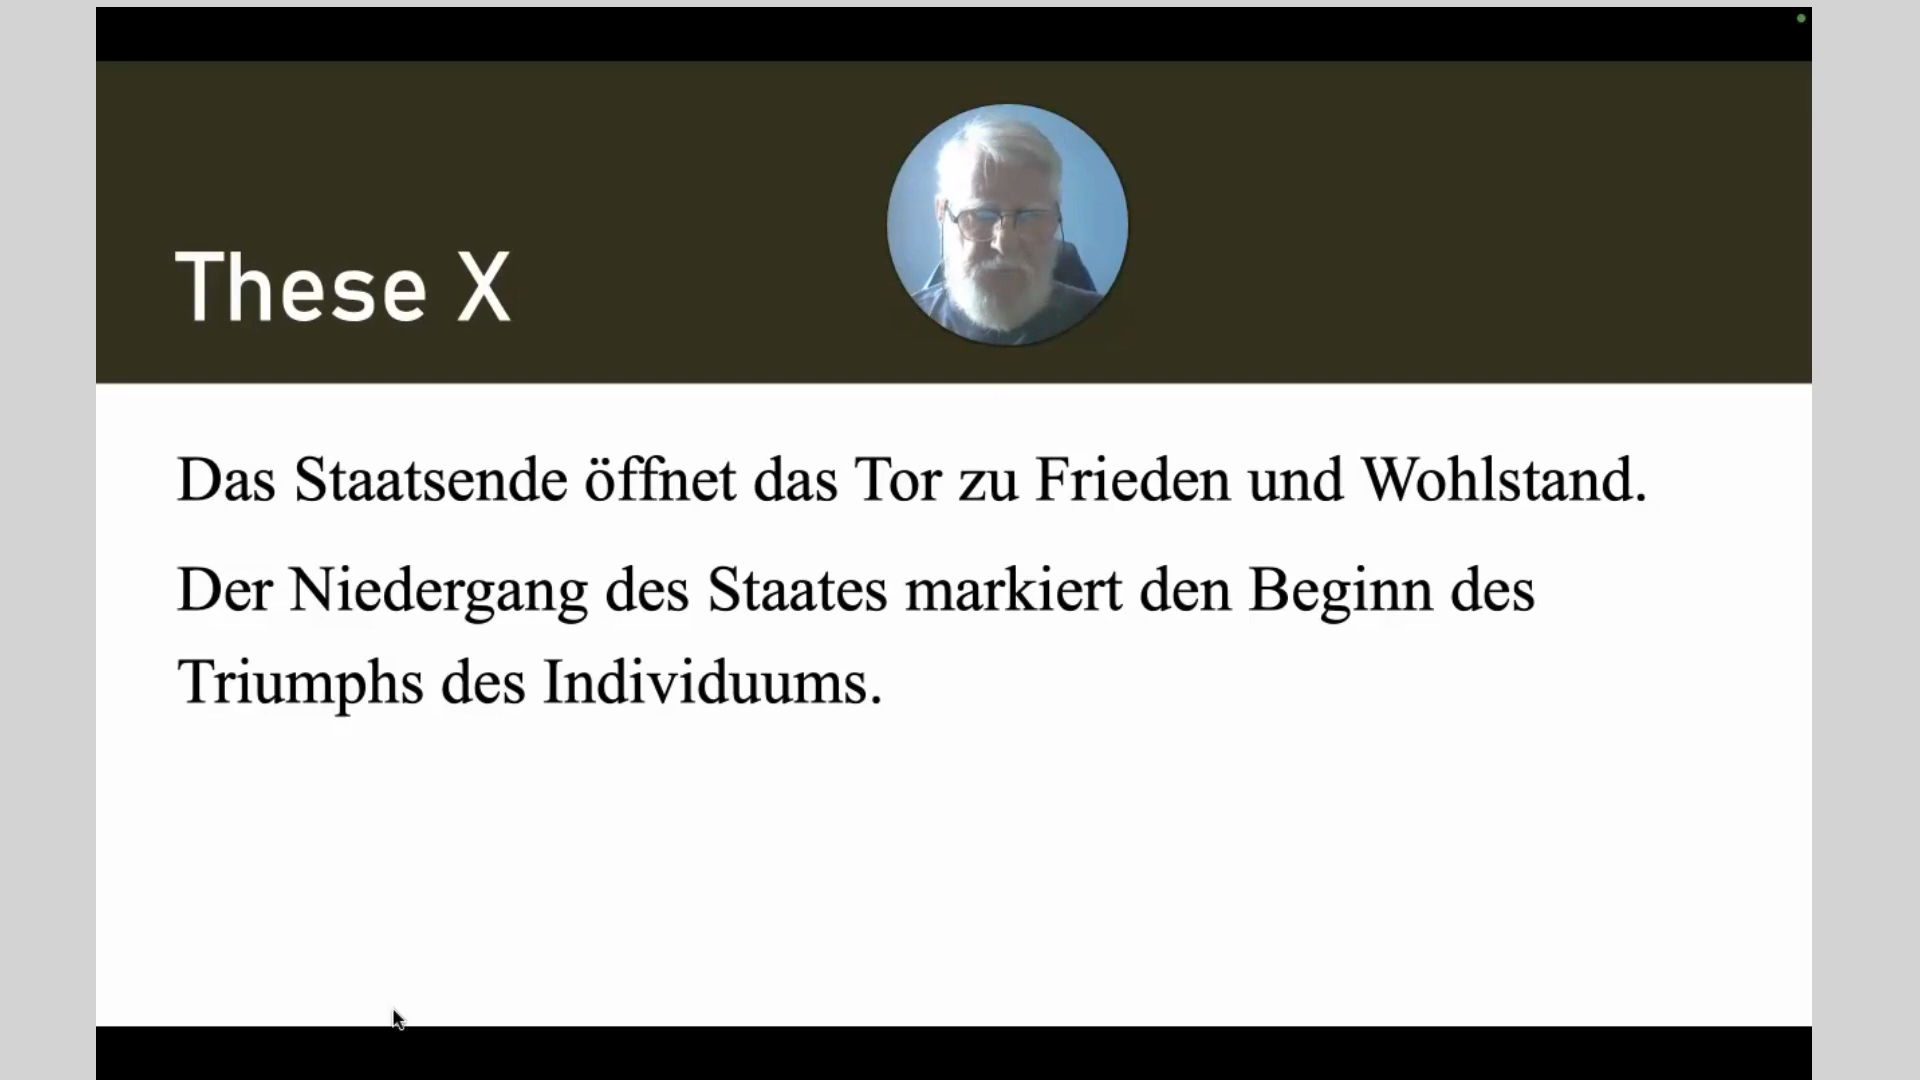 These X
Das Staatsende öffnet das Tor zu Frieden und Wohlstand.
Der Niedergang des Staates markiert den Beginn des
Triumphs des Individuums.